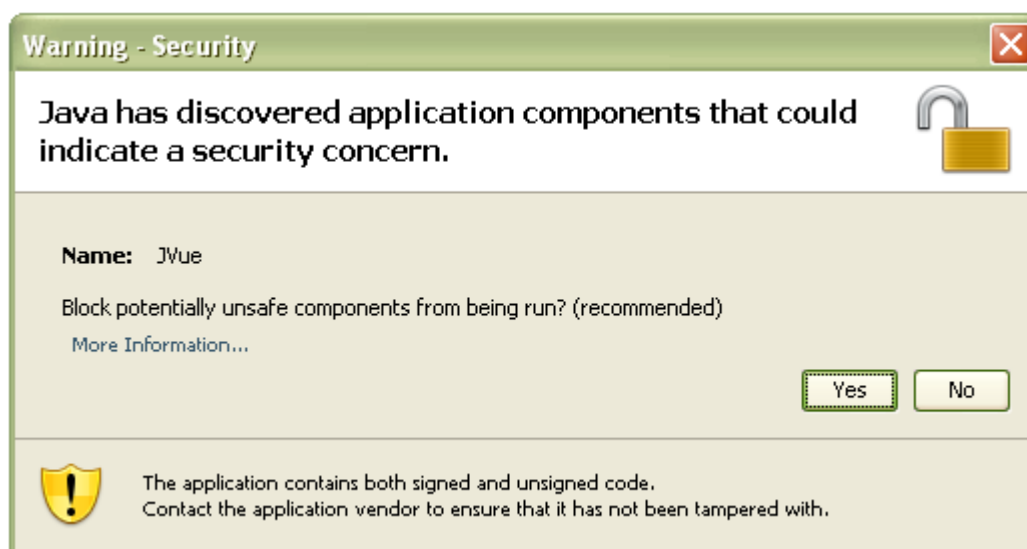 Warning - Security
Java has discovered application components that could
indicate a security concern.
Name: JVue
Block potentially unsafe components from being run? (recommended)
More Information...
Yes No
The application contains both signed and unsigned code.
Contact the application vendor to ensure that it has not been tampered with.